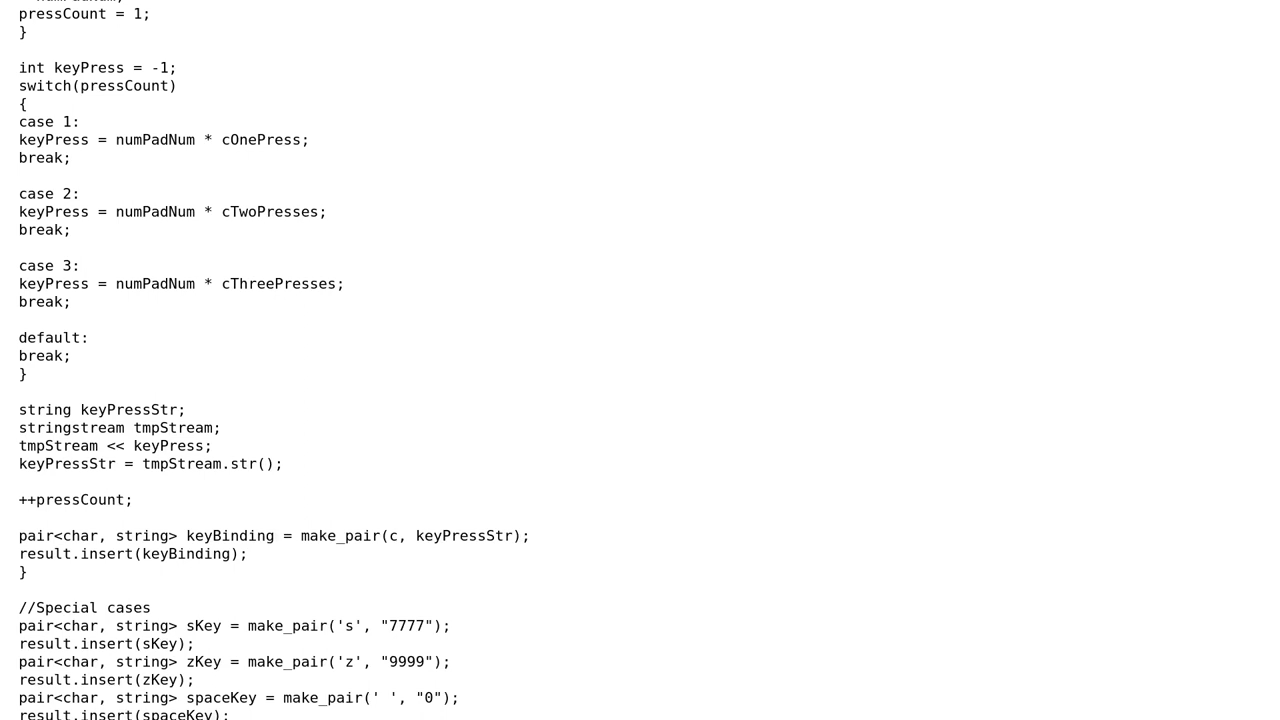 pressCount = 1;
}

int keyPress = -1;
switch(pressCount)
{
case 1:
keyPress = numPadNum * cOnePress;
break;

case 2:
keyPress = numPadNum * cTwoPresses;
break;

case 3:
keyPress = numPadNum * cThreePresses;
break;

default:
break;
}

string keyPressStr;
stringstream tmpStream;
tmpStream << keyPress;
keyPressStr = tmpStream.str();

++pressCount;

pair<char, string> keyBinding = make_pair(c, keyPressStr);
result.insert(keyBinding);
}

//Special cases
pair<char, string> sKey = make_pair('s', "7777");
result.insert(sKey);
pair<char, string> zKey = make_pair('z', "9999");
result.insert(zKey);
pair<char, string> spaceKey = make_pair(' ', "0");
result.insert(spaceKey);